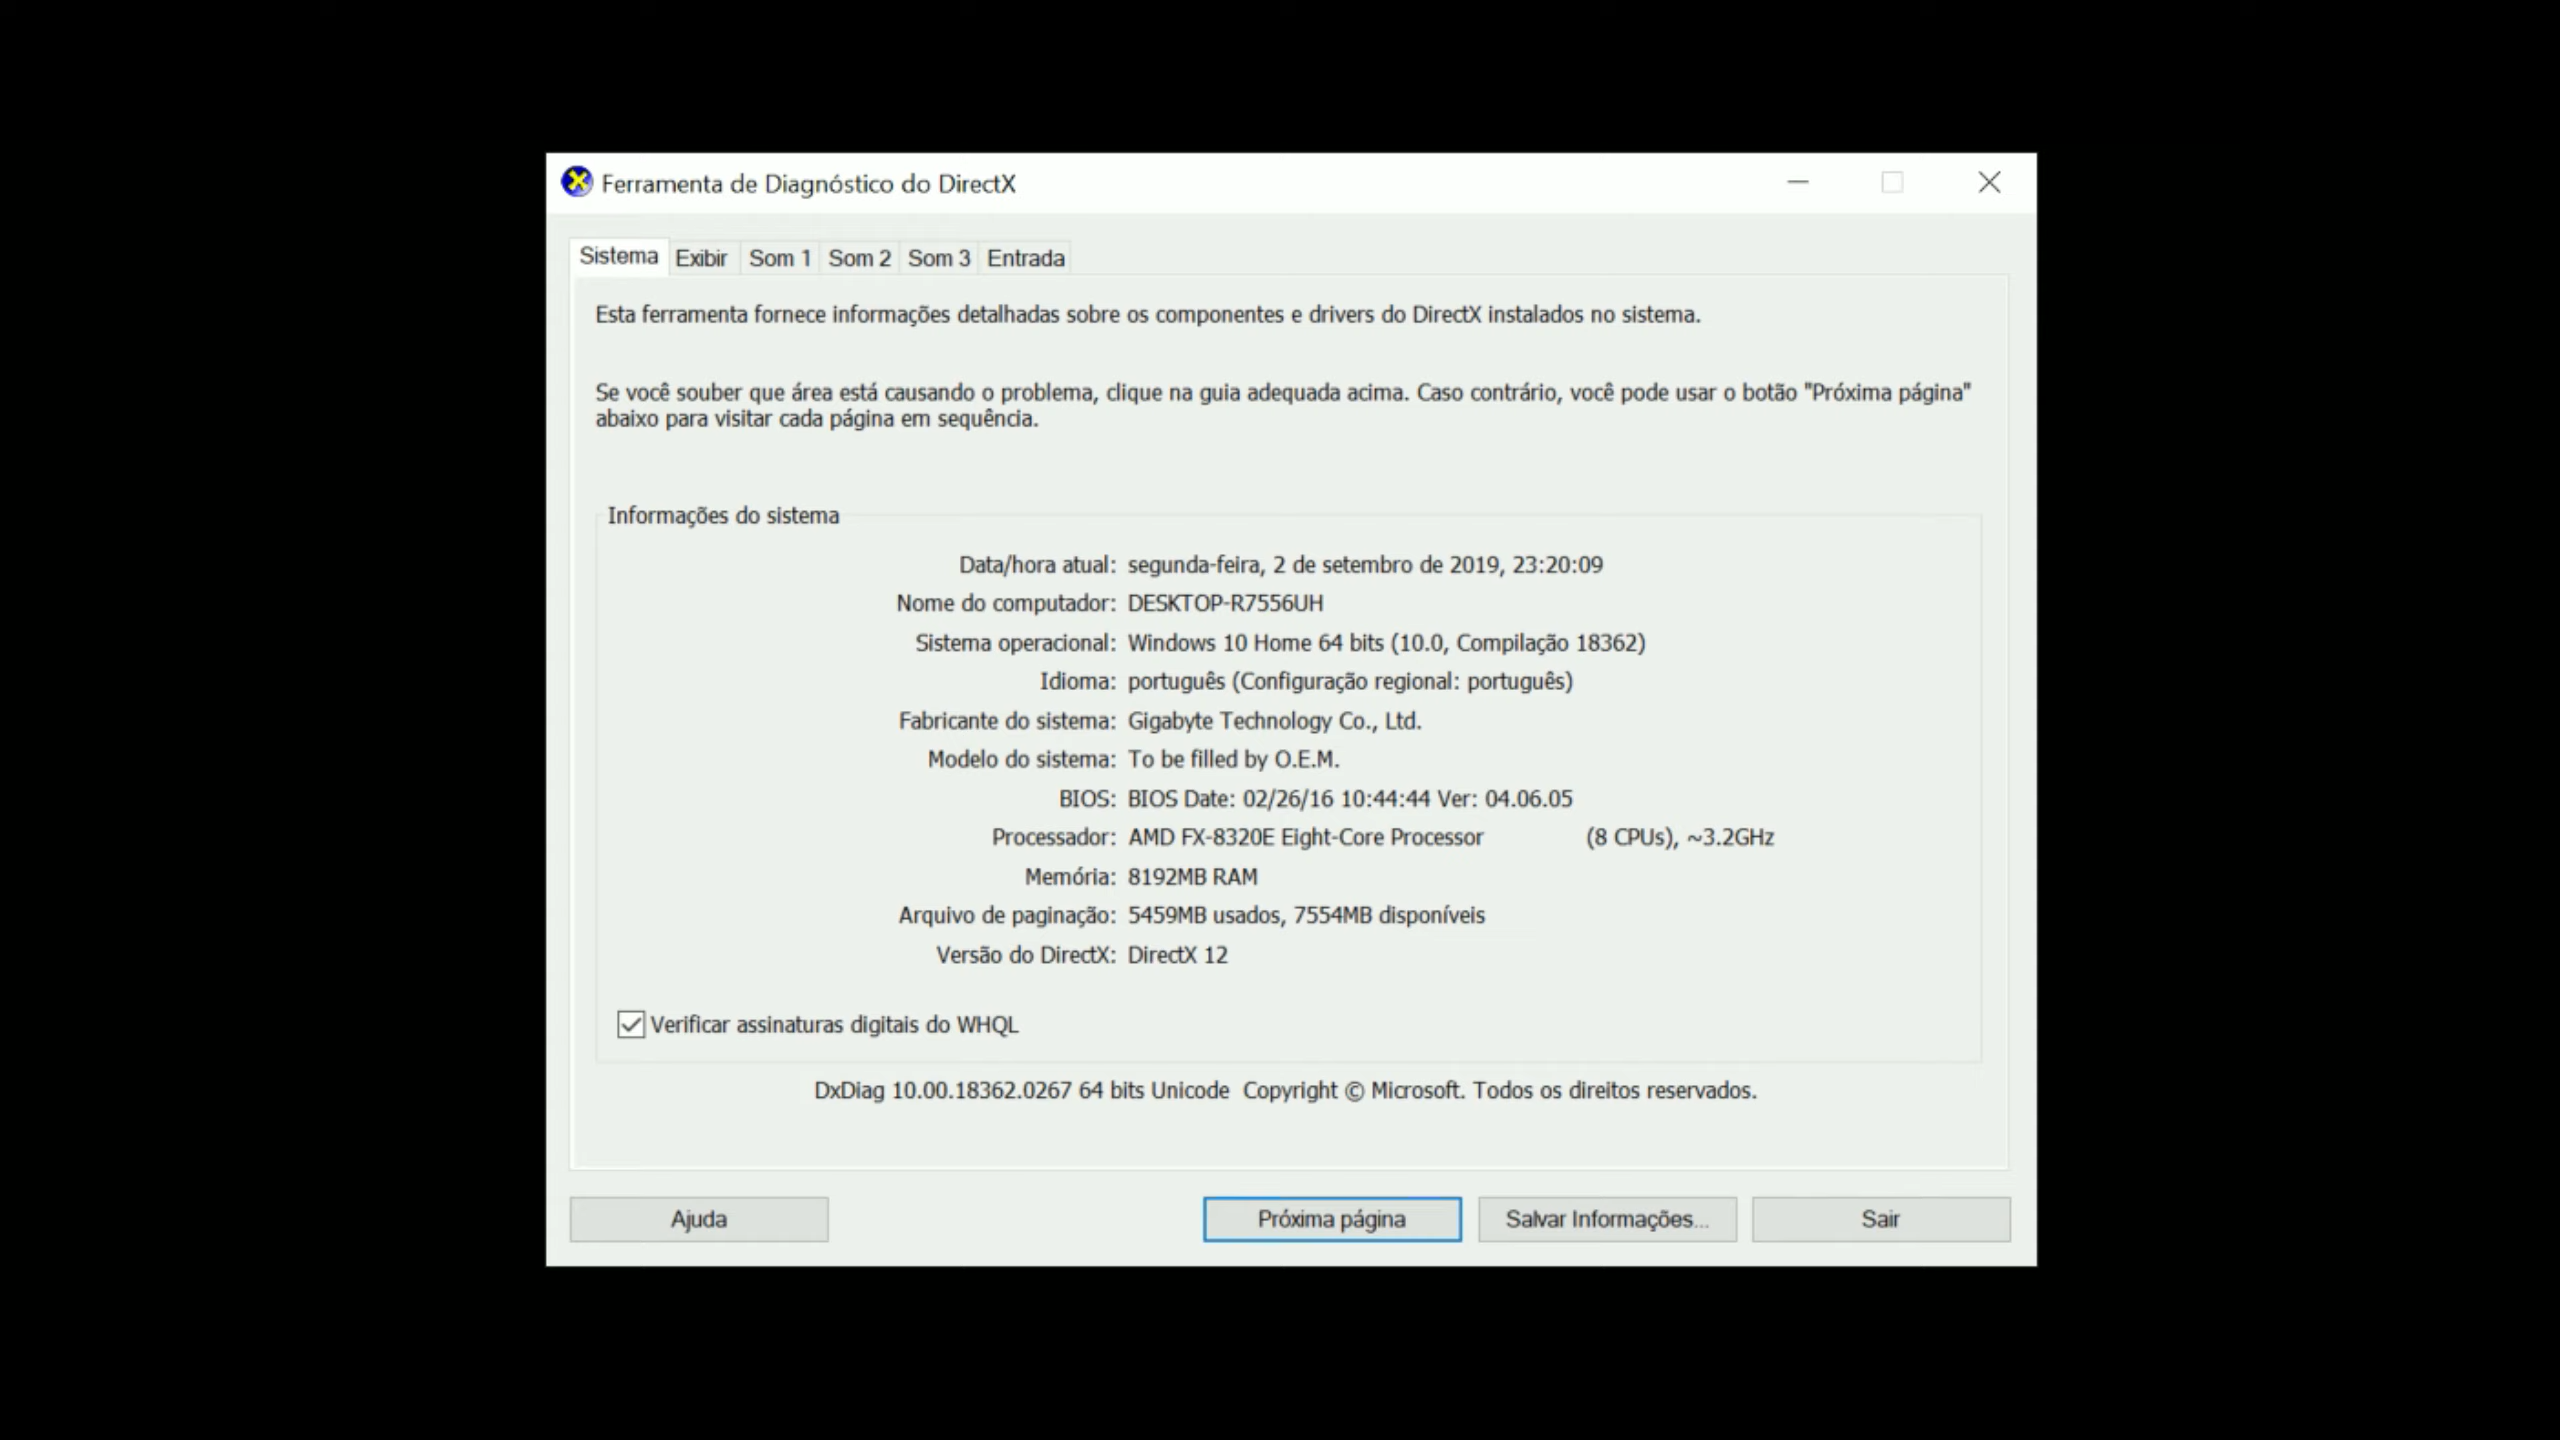 Ferramenta de Diagnóstico do DirectX
Sistema Exibir Som 1 Som 2 Som 3 Entrada
Esta ferramenta fornece informações detalhadas sobre os componentes e drivers do DirectX instalados no sistema.
Se você souber que área está causando o problema, clique na guia adequada acima. Caso contrário, você pode usar o botão "Próxima página"
abaixo para visitar cada página em sequência.
Informações do sistema
Data/hora atual: segunda-feira, 2 de setembro de 2019, 23:20:09
Nome do computador: DESKTOP-R7556UH
Sistema operacional: Windows 10 Home 64 bits (10.0, Compilação 18362)
Idioma: português (Configuração regional: português)
Fabricante do sistema: Gigabyte Technology Co., Ltd.
Modelo do sistema: To be filled by O.E.M.
BIOS: BIOS Date: 02/26/16 10:44:44 Ver: 04.06.05
Processador: AMD FX-8320E Eight-Core Processor (8 CPUs), ~3.2GHz
Memória: 8192MB RAM
Arquivo de paginação: 5459MB usados, 7554MB disponíveis
Versão do DirectX: DirectX 12
Verificar assinaturas digitais do WHQL
DxDiag 10.00.18362.0267 64 bits Unicode Copyright © Microsoft. Todos os direitos reservados.
Ajuda Próxima página Salvar Informações... Sair